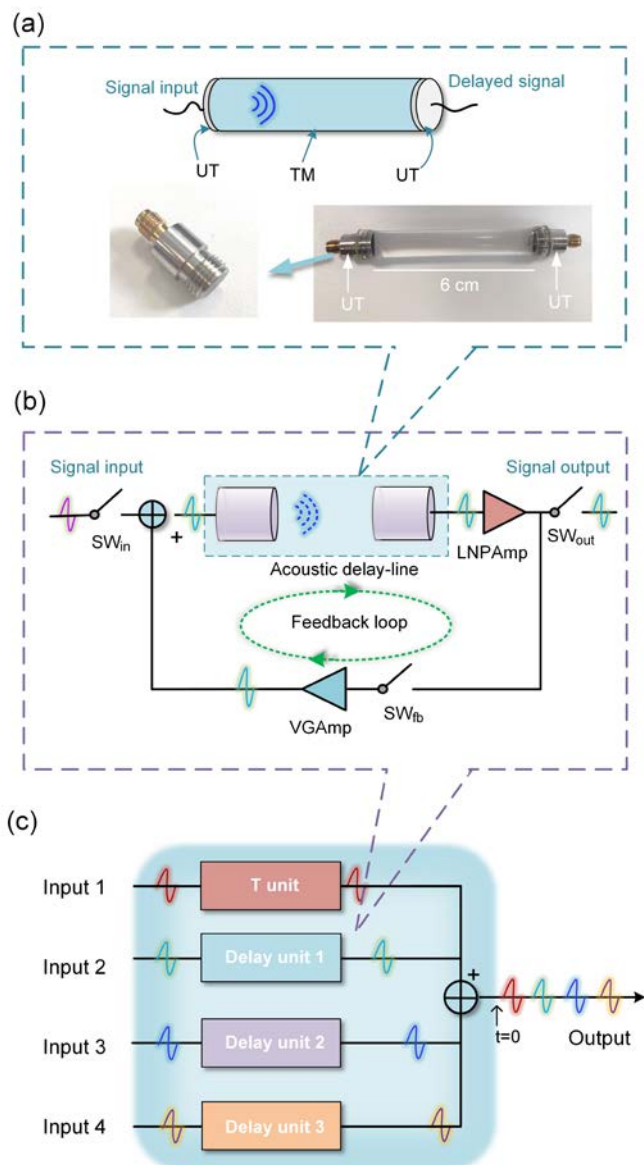 (a)
Signal input
Delayed signal
UT
TM
UT
6 cm
UT
UT
(b)
Signal input
Signal output
SWin
+
LNPAmp
SWout
Acoustic delay-line
Feedback loop
VGAmp
SWfb
(c)
Input 1
T unit
Input 2
Delay unit 1
+
Input 3
Delay unit 2
t=0
Output
Input 4
Delay unit 3